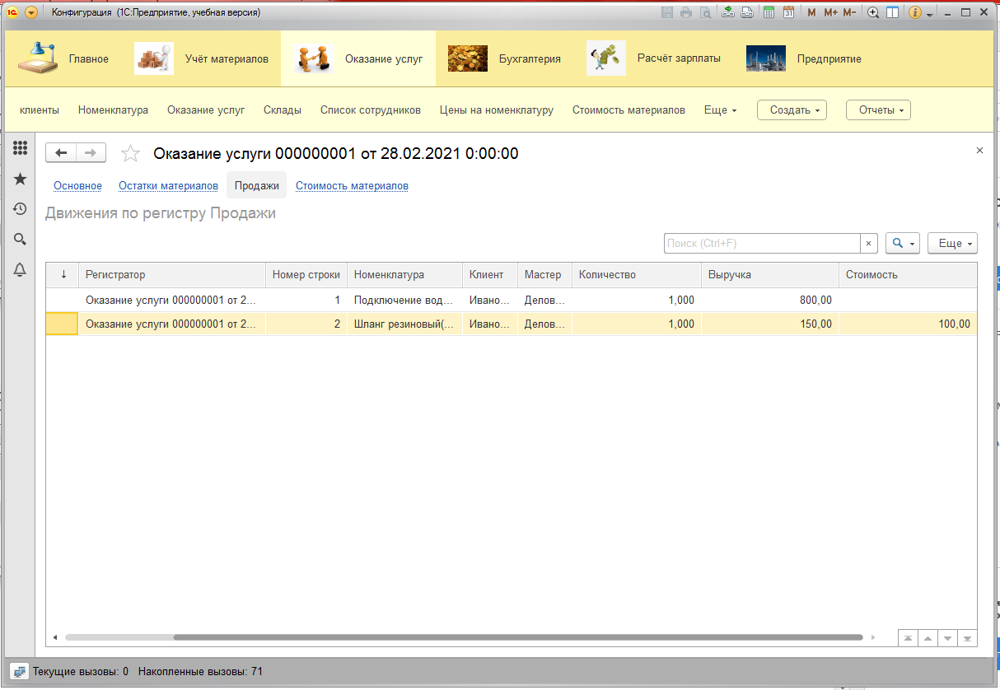 Конфигурация (1С:Предприятие, учебная версия)
M M+ M-
Главное Учёт материалов Оказание услуг Бухгалтерия Расчёт зарплаты Предприятие
клиенты Номенклатура Оказание услуг Склады Список сотрудников Цены на номенклатуру Стоимость материалов Еще Создать Отчеты
Оказание услуги 000000001 от 28.02.2021 0:00:00
Основное Остатки материалов Продажи Стоимость материалов
Движения по регистру Продажи
Поиск (Ctrl+F) × Еще
↓ Регистратор Номер строки Номенклатура Клиент Мастер Количество Выручка Стоимость
Оказание услуги 000000001 от 2... 1 Подключение вод... Ивано... Делов... 1,000 800,00
Оказание услуги 000000001 от 2... 2 Шланг резиновый(... Ивано... Делов... 1,000 150,00 100,00
Текущие вызовы: 0 Накопленные вызовы: 71